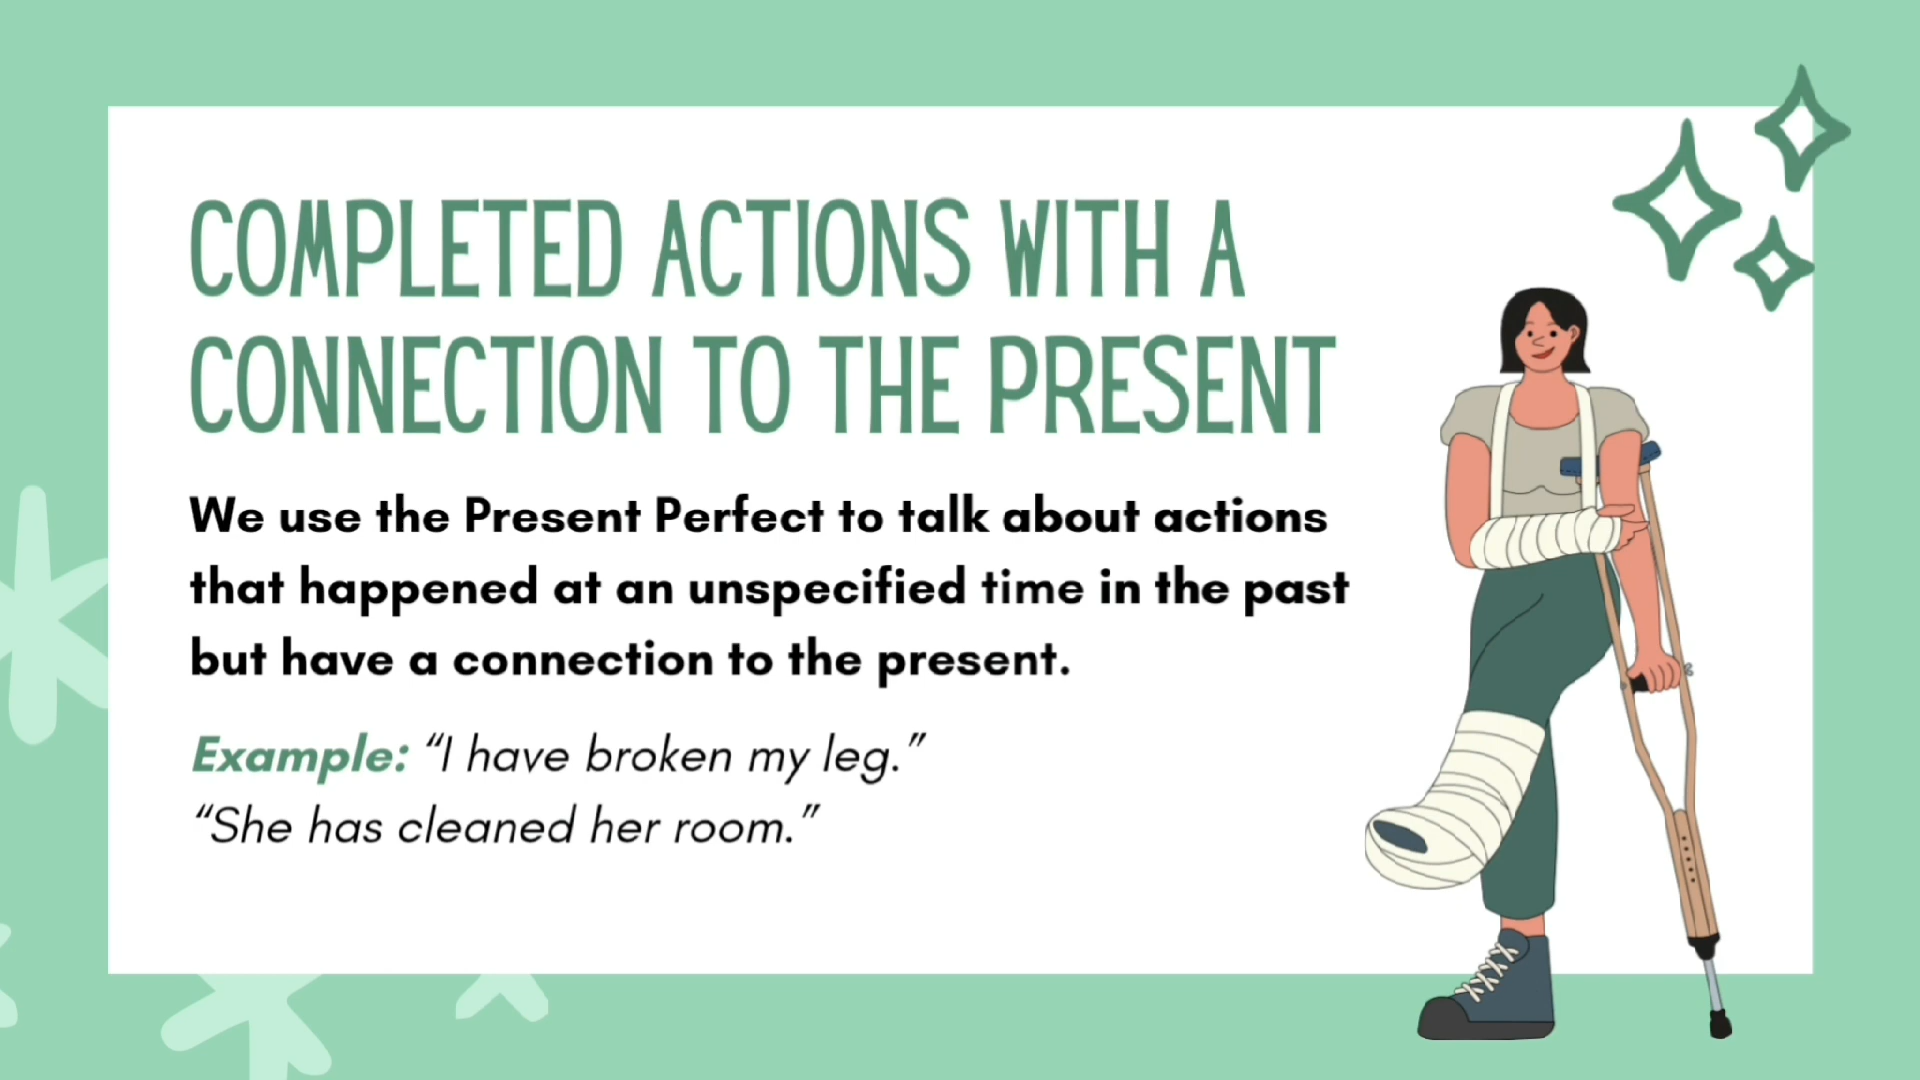 COMPLETED ACTIONS WITH A
CONNECTION TO THE PRESENT
We use the Present Perfect to talk about actions
that happened at an unspecified time in the past
but have a connection to the present.
Example: “I have broken my leg.”
“She has cleaned her room.”